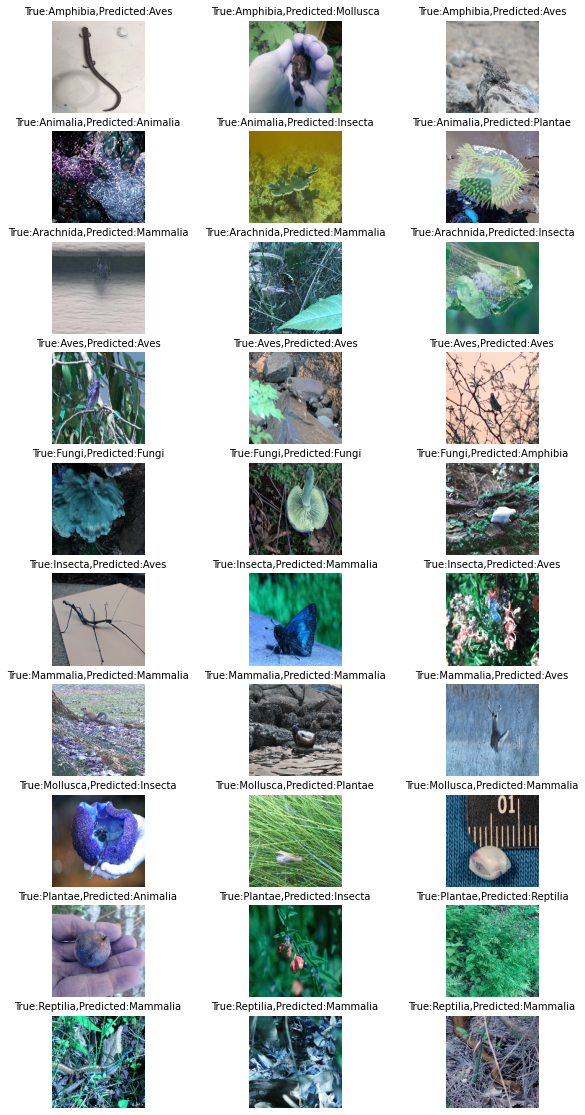 True:Amphibia,Predicted:Aves
True:Amphibia,Predicted:Mollusca
True:Amphibia,Predicted:Aves
True:Animalia,Predicted:Animalia
True:Animalia,Predicted:Insecta
True:Animalia,Predicted:Plantae
True:Arachnida,Predicted:Mammalia
True:Arachnida,Predicted:Mammalia
True:Arachnida,Predicted:Insecta
True:Aves,Predicted:Aves
True:Aves,Predicted:Aves
True:Aves,Predicted:Aves
True:Fungi,Predicted:Fungi
True:Fungi,Predicted:Fungi
True:Fungi,Predicted:Amphibia
True:Insecta,Predicted:Aves
True:Insecta,Predicted:Mammalia
True:Insecta,Predicted:Aves
True:Mammalia,Predicted:Mammalia
True:Mammalia,Predicted:Mammalia
True:Mammalia,Predicted:Aves
True:Mollusca,Predicted:Insecta
True:Mollusca,Predicted:Plantae
True:Mollusca,Predicted:Mammalia
01
True:Plantae,Predicted:Animalia
True:Plantae,Predicted:Insecta
True:Plantae,Predicted:Reptilia
True:Reptilia,Predicted:Mammalia
True:Reptilia,Predicted:Mammalia
True:Reptilia,Predicted:Mammalia